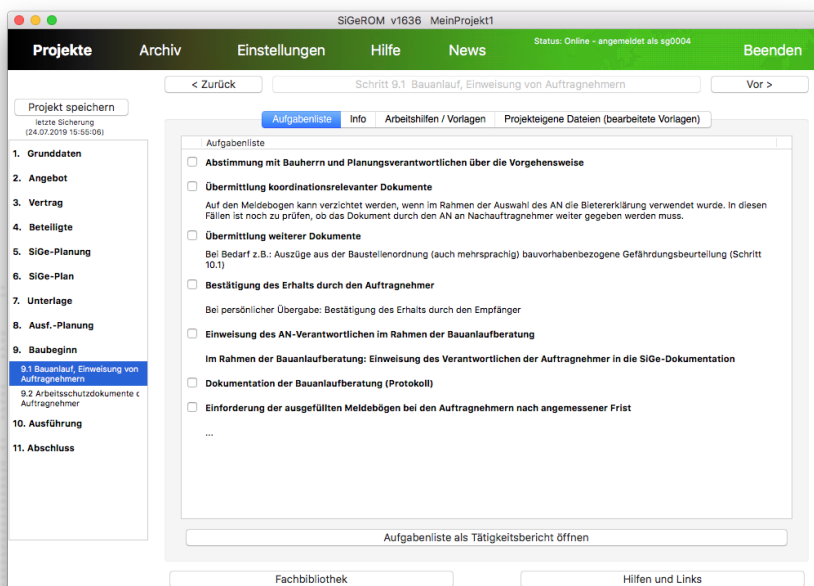 SiGeROM v1636 MeinProjekt1
Projekte Archiv Einstellungen Hilfe News Status: Online – angemeldet als sg0004 Beenden
< Zurück Schritt 9.1 Bauanlauf, Einweisung von Auftragnehmern Vor >
Projekt speichern
letzte Sicherung
(24.07.2019 15:55:06)
1. Grunddaten
2. Angebot
3. Vertrag
4. Beteiligte
5. SiGe-Planung
6. SiGe-Plan
7. Unterlage
8. Ausf.-Planung
9. Baubeginn
9.1 Bauanlauf, Einweisung von
Auftragnehmern
9.2 Arbeitsschutzdokumente c
Auftragnehmer
10. Ausführung
11. Abschluss
Aufgabenliste Info Arbeitshilfen / Vorlagen Projekteigene Dateien (bearbeitete Vorlagen)
Aufgabenliste
Abstimmung mit Bauherrn und Planungsverantwortlichen über die Vorgehensweise
Übermittlung koordinationsrelevanter Dokumente
Auf den Meldebogen kann verzichtet werden, wenn im Rahmen der Auswahl des AN die Bietererklärung verwendet wurde. In diesen
Fällen ist noch zu prüfen, ob das Dokument durch den AN an Nachauftragnehmer weiter gegeben werden muss.
Übermittlung weiterer Dokumente
Bei Bedarf z.B.: Auszüge aus der Baustellenordnung (auch mehrsprachig) bauvorhabenbezogene Gefährdungsbeurteilung (Schritt
10.1)
Bestätigung des Erhalts durch den Auftragnehmer
Bei persönlicher Übergabe: Bestätigung des Erhalts durch den Empfänger
Einweisung des AN-Verantwortlichen im Rahmen der Bauanlaufberatung
Im Rahmen der Bauanlaufberatung: Einweisung des Verantwortlichen der Auftragnehmer in die SiGe-Dokumentation
Dokumentation der Bauanlaufberatung (Protokoll)
Einforderung der ausgefüllten Meldebögen bei den Auftragnehmern nach angemessener Frist
...
Aufgabenliste als Tätigkeitsbericht öffnen
Fachbibliothek Hilfen und Links